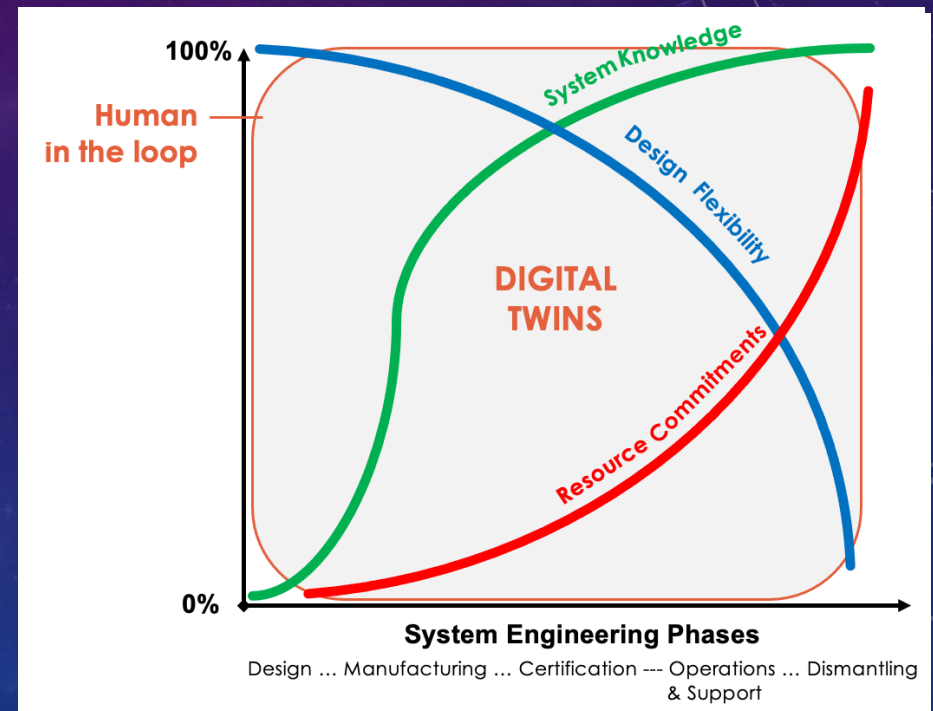 100%
System Knowledge
Human
in the loop
Design Flexibility
DIGITAL
TWINS
Resource Commitments
0%
System Engineering Phases
Design ... Manufacturing ... Certification --- Operations ... Dismantling
& Support